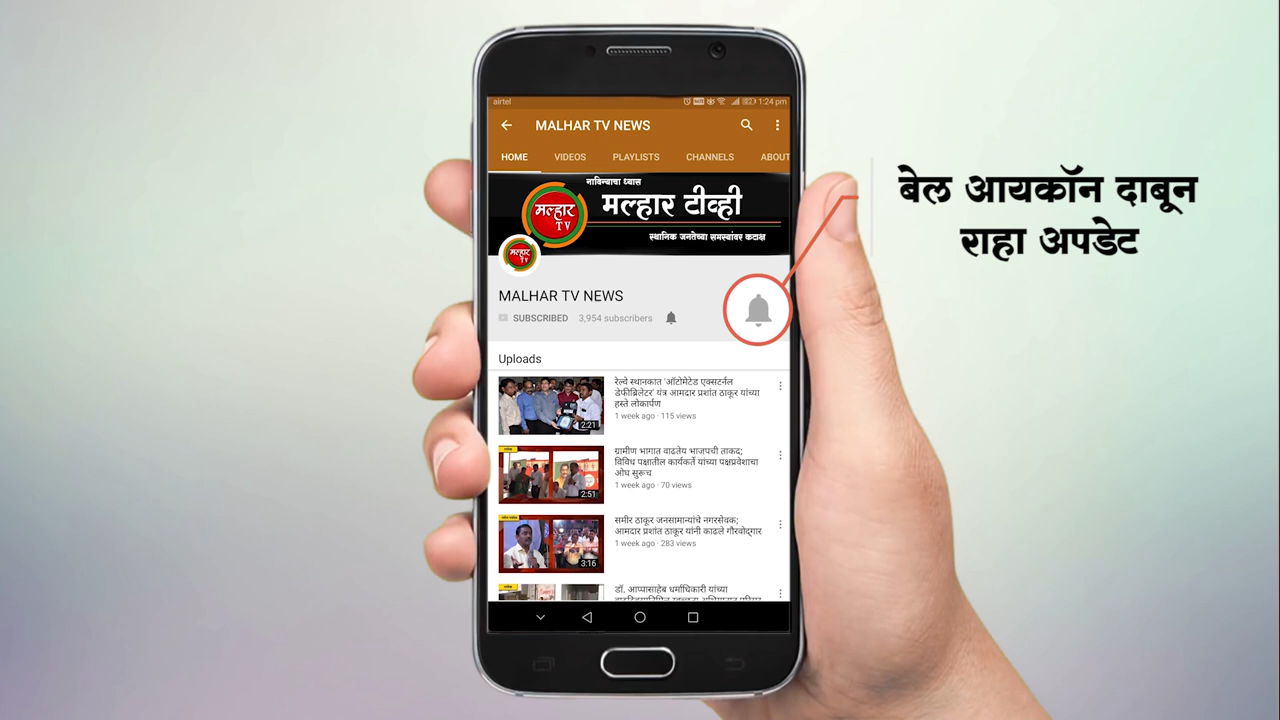 airtel 1:24 pm
MALHAR TV NEWS
HOME VIDEOS PLAYLISTS CHANNELS ABOUT
नाविन्याचा ध्यास
मल्हार टीव्ही
मल्हार
TV
स्थानिक जनतेच्या समस्यांवर कटाक्ष
मल्हार
TV
MALHAR TV NEWS
SUBSCRIBED 3,954 subscribers
Uploads
रेल्वे स्थानकात 'ऑटोमेटेड एक्सटर्नल
डेफीब्रिलेटर' यंत्र आमदार प्रशांत ठाकूर यांच्या
हस्ते लोकार्पण
1 week ago · 115 views
2:21
ग्रामीण भागात वाढतेय भाजपची ताकद;
विविध पक्षातील कार्यकर्ते यांच्या पक्षप्रवेशाचा
ओघ सुरूच
1 week ago · 70 views
2:51
समीर ठाकूर जनसामान्यांचे नगरसेवक;
आमदार प्रशांत ठाकूर यांनी काढले गौरवोद्गार
1 week ago · 283 views
3:16
डॉ. आप्पासाहेब धर्माधिकारी यांच्या
बेल आयकॉन दाबून
राहा अपडेट